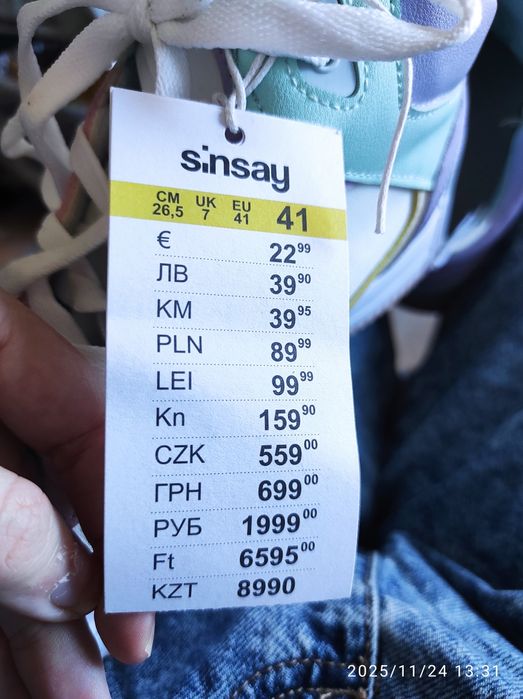 sinsay
CM UK EU 41
26,5 7 41
€ 22 99
ЛВ 39 90
KM 39 95
PLN 89 99
LEI 99 99
Kn 159 90
CZK 559 00
ГРН 699 00
РУБ 1999 00
Ft 6595 00
KZT 8990
2025/11/24 13:31